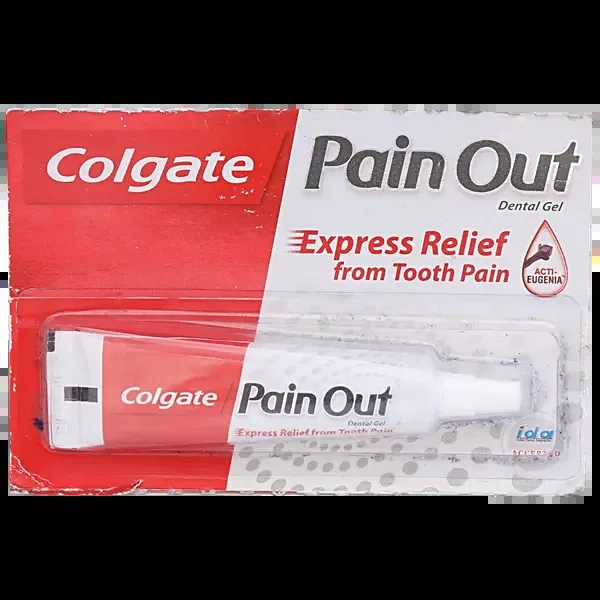 Colgate
Pain Out
Dental Gel
Express Relief
from Tooth Pain
ACTI-
EUGENIA
Colgate
Pain Out
Dental Gel
Express Relief from Tooth Pain
ida
ACCEPTED